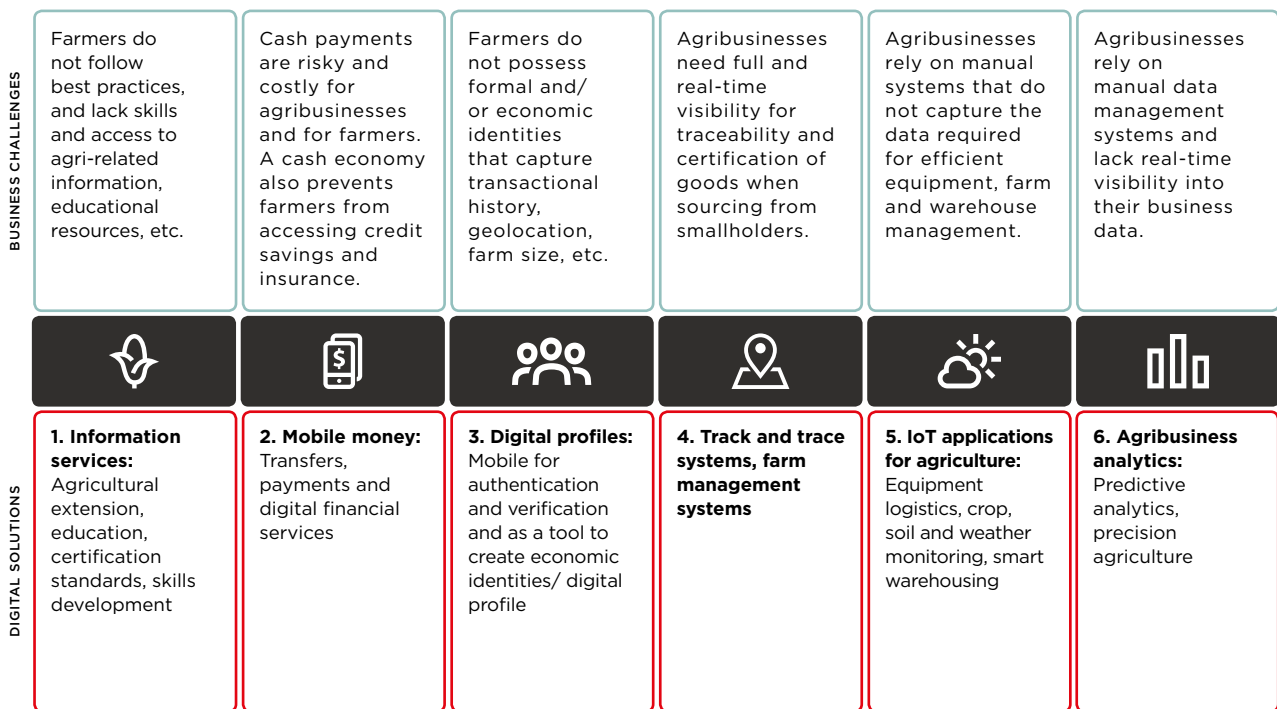 BUSINESS CHALLENGES
Farmers do
not follow
best practices,
and lack skills
and access to
agri-related
information,
educational
resources, etc.
Cash payments
are risky and
costly for
agribusinesses
and for farmers.
A cash economy
also prevents
farmers from
accessing credit
savings and
insurance.
Farmers do
not possess
formal and/
or economic
identities
that capture
transactional
history,
geolocation,
farm size, etc.
Agribusinesses
need full and
real-time
visibility for
traceability and
certification of
goods when
sourcing from
smallholders.
Agribusinesses
rely on manual
systems that do
not capture the
data required
for efficient
equipment, farm
and warehouse
management.
Agribusinesses
rely on
manual data
management
systems and
lack real-time
visibility into
their business
data.
$
DIGITAL SOLUTIONS
1. Information
services:
Agricultural
extension,
education,
certification
standards, skills
development
2. Mobile money:
Transfers,
payments and
digital financial
services
3. Digital profiles:
Mobile for
authentication
and verification
and as a tool to
create economic
identities/ digital
profile
4. Track and trace
systems, farm
management
systems
5. IoT applications
for agriculture:
Equipment
logistics, crop,
soil and weather
monitoring, smart
warehousing
6. Agribusiness
analytics:
Predictive
analytics,
precision
agriculture